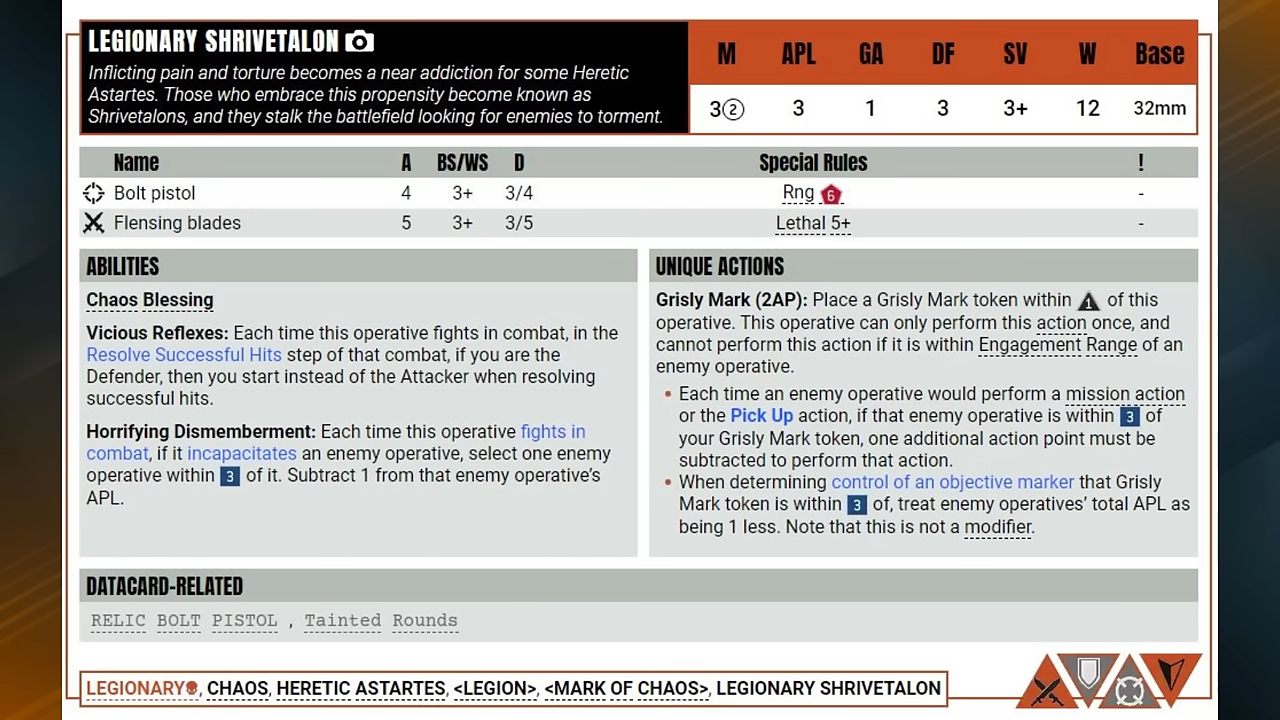 LEGIONARY SHRIVETALON
Inflicting pain and torture becomes a near addiction for some Heretic
Astartes. Those who embrace this propensity become known as
Shrivetalons, and they stalk the battlefield looking for enemies to torment.
M APL GA DF SV W Base
3② 3 1 3 3+ 12 32mm
Name A BS/WS D Special Rules !
Bolt pistol 4 3+ 3/4 Rng 6 -
Flensing blades 5 3+ 3/5 Lethal 5+ -
ABILITIES
Chaos Blessing
Vicious Reflexes: Each time this operative fights in combat, in the
Resolve Successful Hits step of that combat, if you are the
Defender, then you start instead of the Attacker when resolving
successful hits.
Horrifying Dismemberment: Each time this operative fights in
combat, if it incapacitates an enemy operative, select one enemy
operative within 3 of it. Subtract 1 from that enemy operative's
APL.
UNIQUE ACTIONS
Grisly Mark (2AP): Place a Grisly Mark token within 1 of this
operative. This operative can only perform this action once, and
cannot perform this action if it is within Engagement Range of an
enemy operative.
• Each time an enemy operative would perform a mission action
or the Pick Up action, if that enemy operative is within 3 of
your Grisly Mark token, one additional action point must be
subtracted to perform that action.
• When determining control of an objective marker that Grisly
Mark token is within 3 of, treat enemy operatives' total APL as
being 1 less. Note that this is not a modifier.
DATACARD-RELATED
RELIC BOLT PISTOL , Tainted Rounds
LEGIONARY, CHAOS, HERETIC ASTARTES, <LEGION>, <MARK OF CHAOS>, LEGIONARY SHRIVETALON